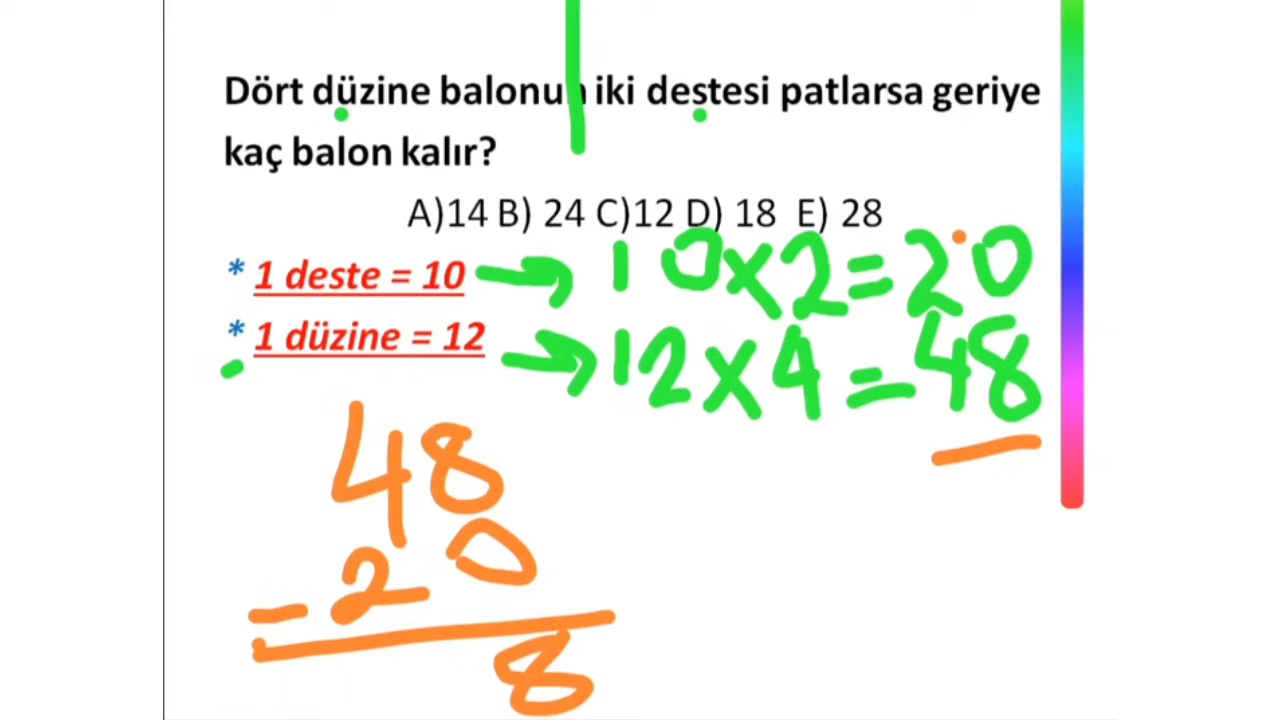 Dört düzine balonun iki destesi patlarsa geriye
kaç balon kalır?
A)14 B) 24 C)12 D) 18 E) 28
* 1 deste = 10 → 10x2=20
* 1 düzine = 12 → 12x4=48
48
- 20
8